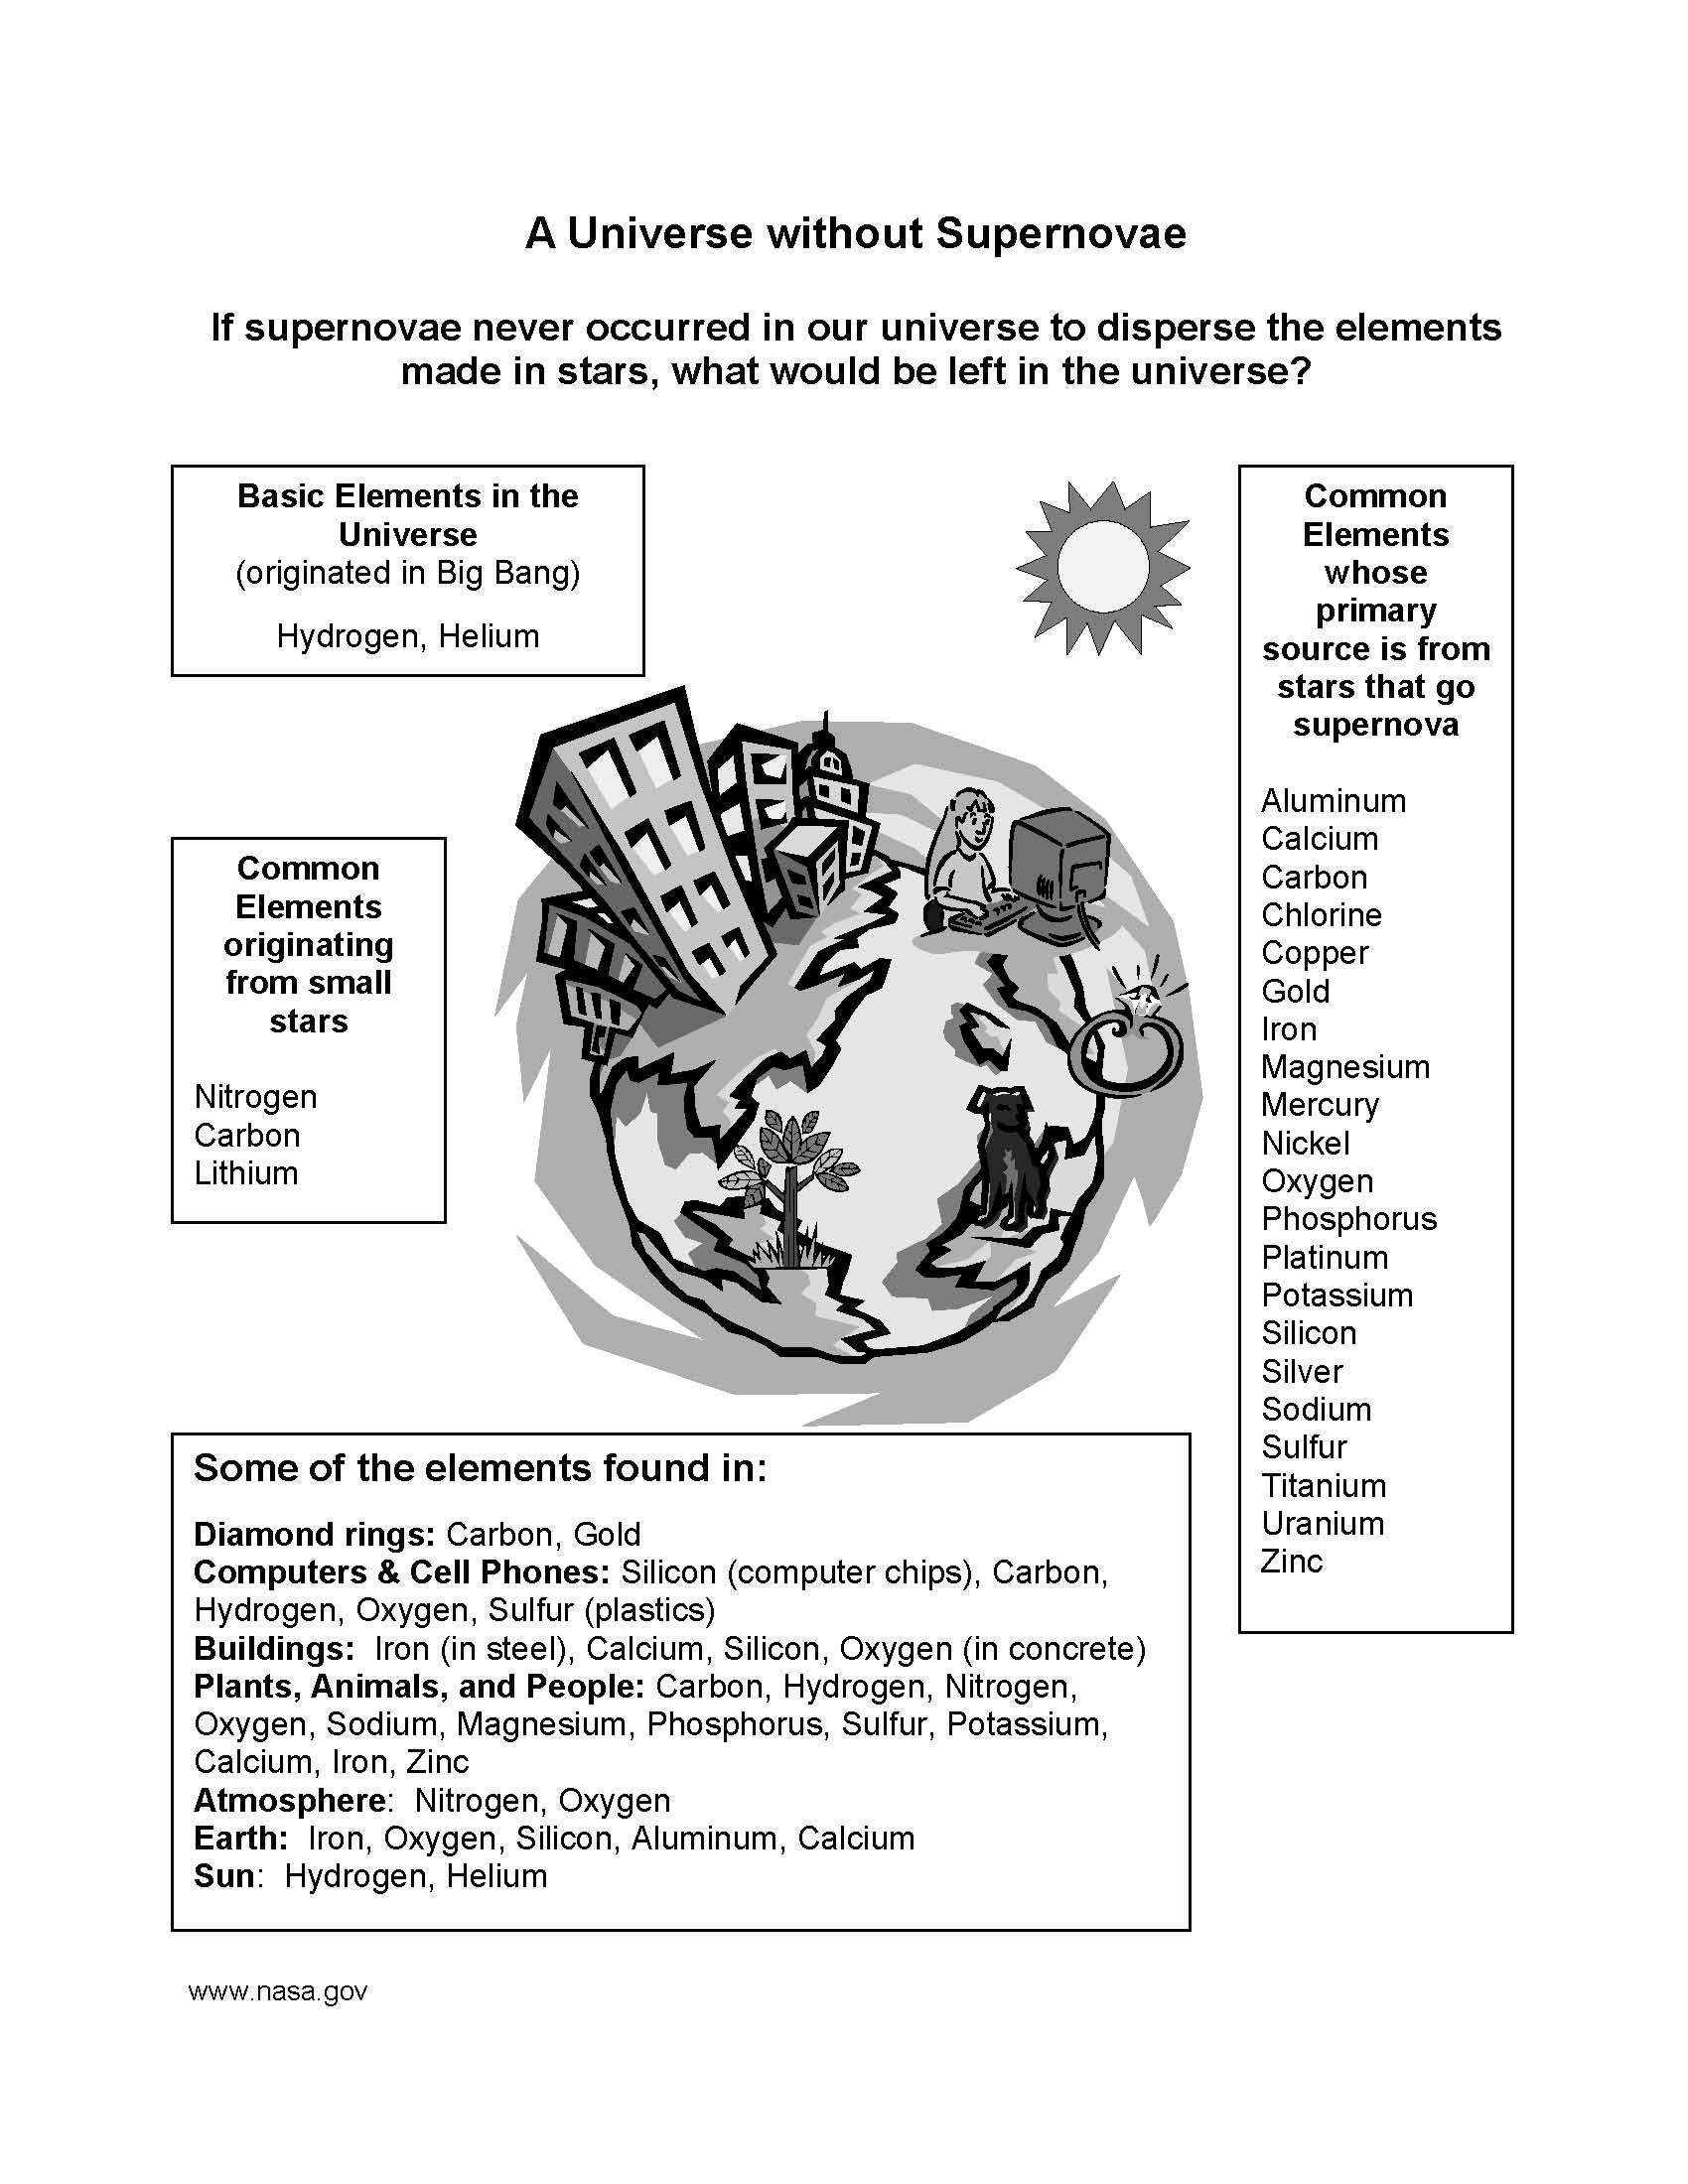 A Universe without Supernovae
If supernovae never occurred in our universe to disperse the elements
made in stars, what would be left in the universe?
Basic Elements in the
Universe
(originated in Big Bang)
Hydrogen, Helium
Common
Elements
originating
from small
stars
Nitrogen
Carbon
Lithium
Common
Elements
whose
primary
source is from
stars that go
supernova
Aluminum
Calcium
Carbon
Chlorine
Copper
Gold
Iron
Magnesium
Mercury
Nickel
Oxygen
Phosphorus
Platinum
Potassium
Silicon
Silver
Sodium
Sulfur
Titanium
Uranium
Zinc
Some of the elements found in:
Diamond rings: Carbon, Gold
Computers & Cell Phones: Silicon (computer chips), Carbon,
Hydrogen, Oxygen, Sulfur (plastics)
Buildings:  Iron (in steel), Calcium, Silicon, Oxygen (in concrete)
Plants, Animals, and People: Carbon, Hydrogen, Nitrogen,
Oxygen, Sodium, Magnesium, Phosphorus, Sulfur, Potassium,
Calcium, Iron, Zinc
Atmosphere:  Nitrogen, Oxygen
Earth:  Iron, Oxygen, Silicon, Aluminum, Calcium
Sun:  Hydrogen, Helium
www.nasa.gov